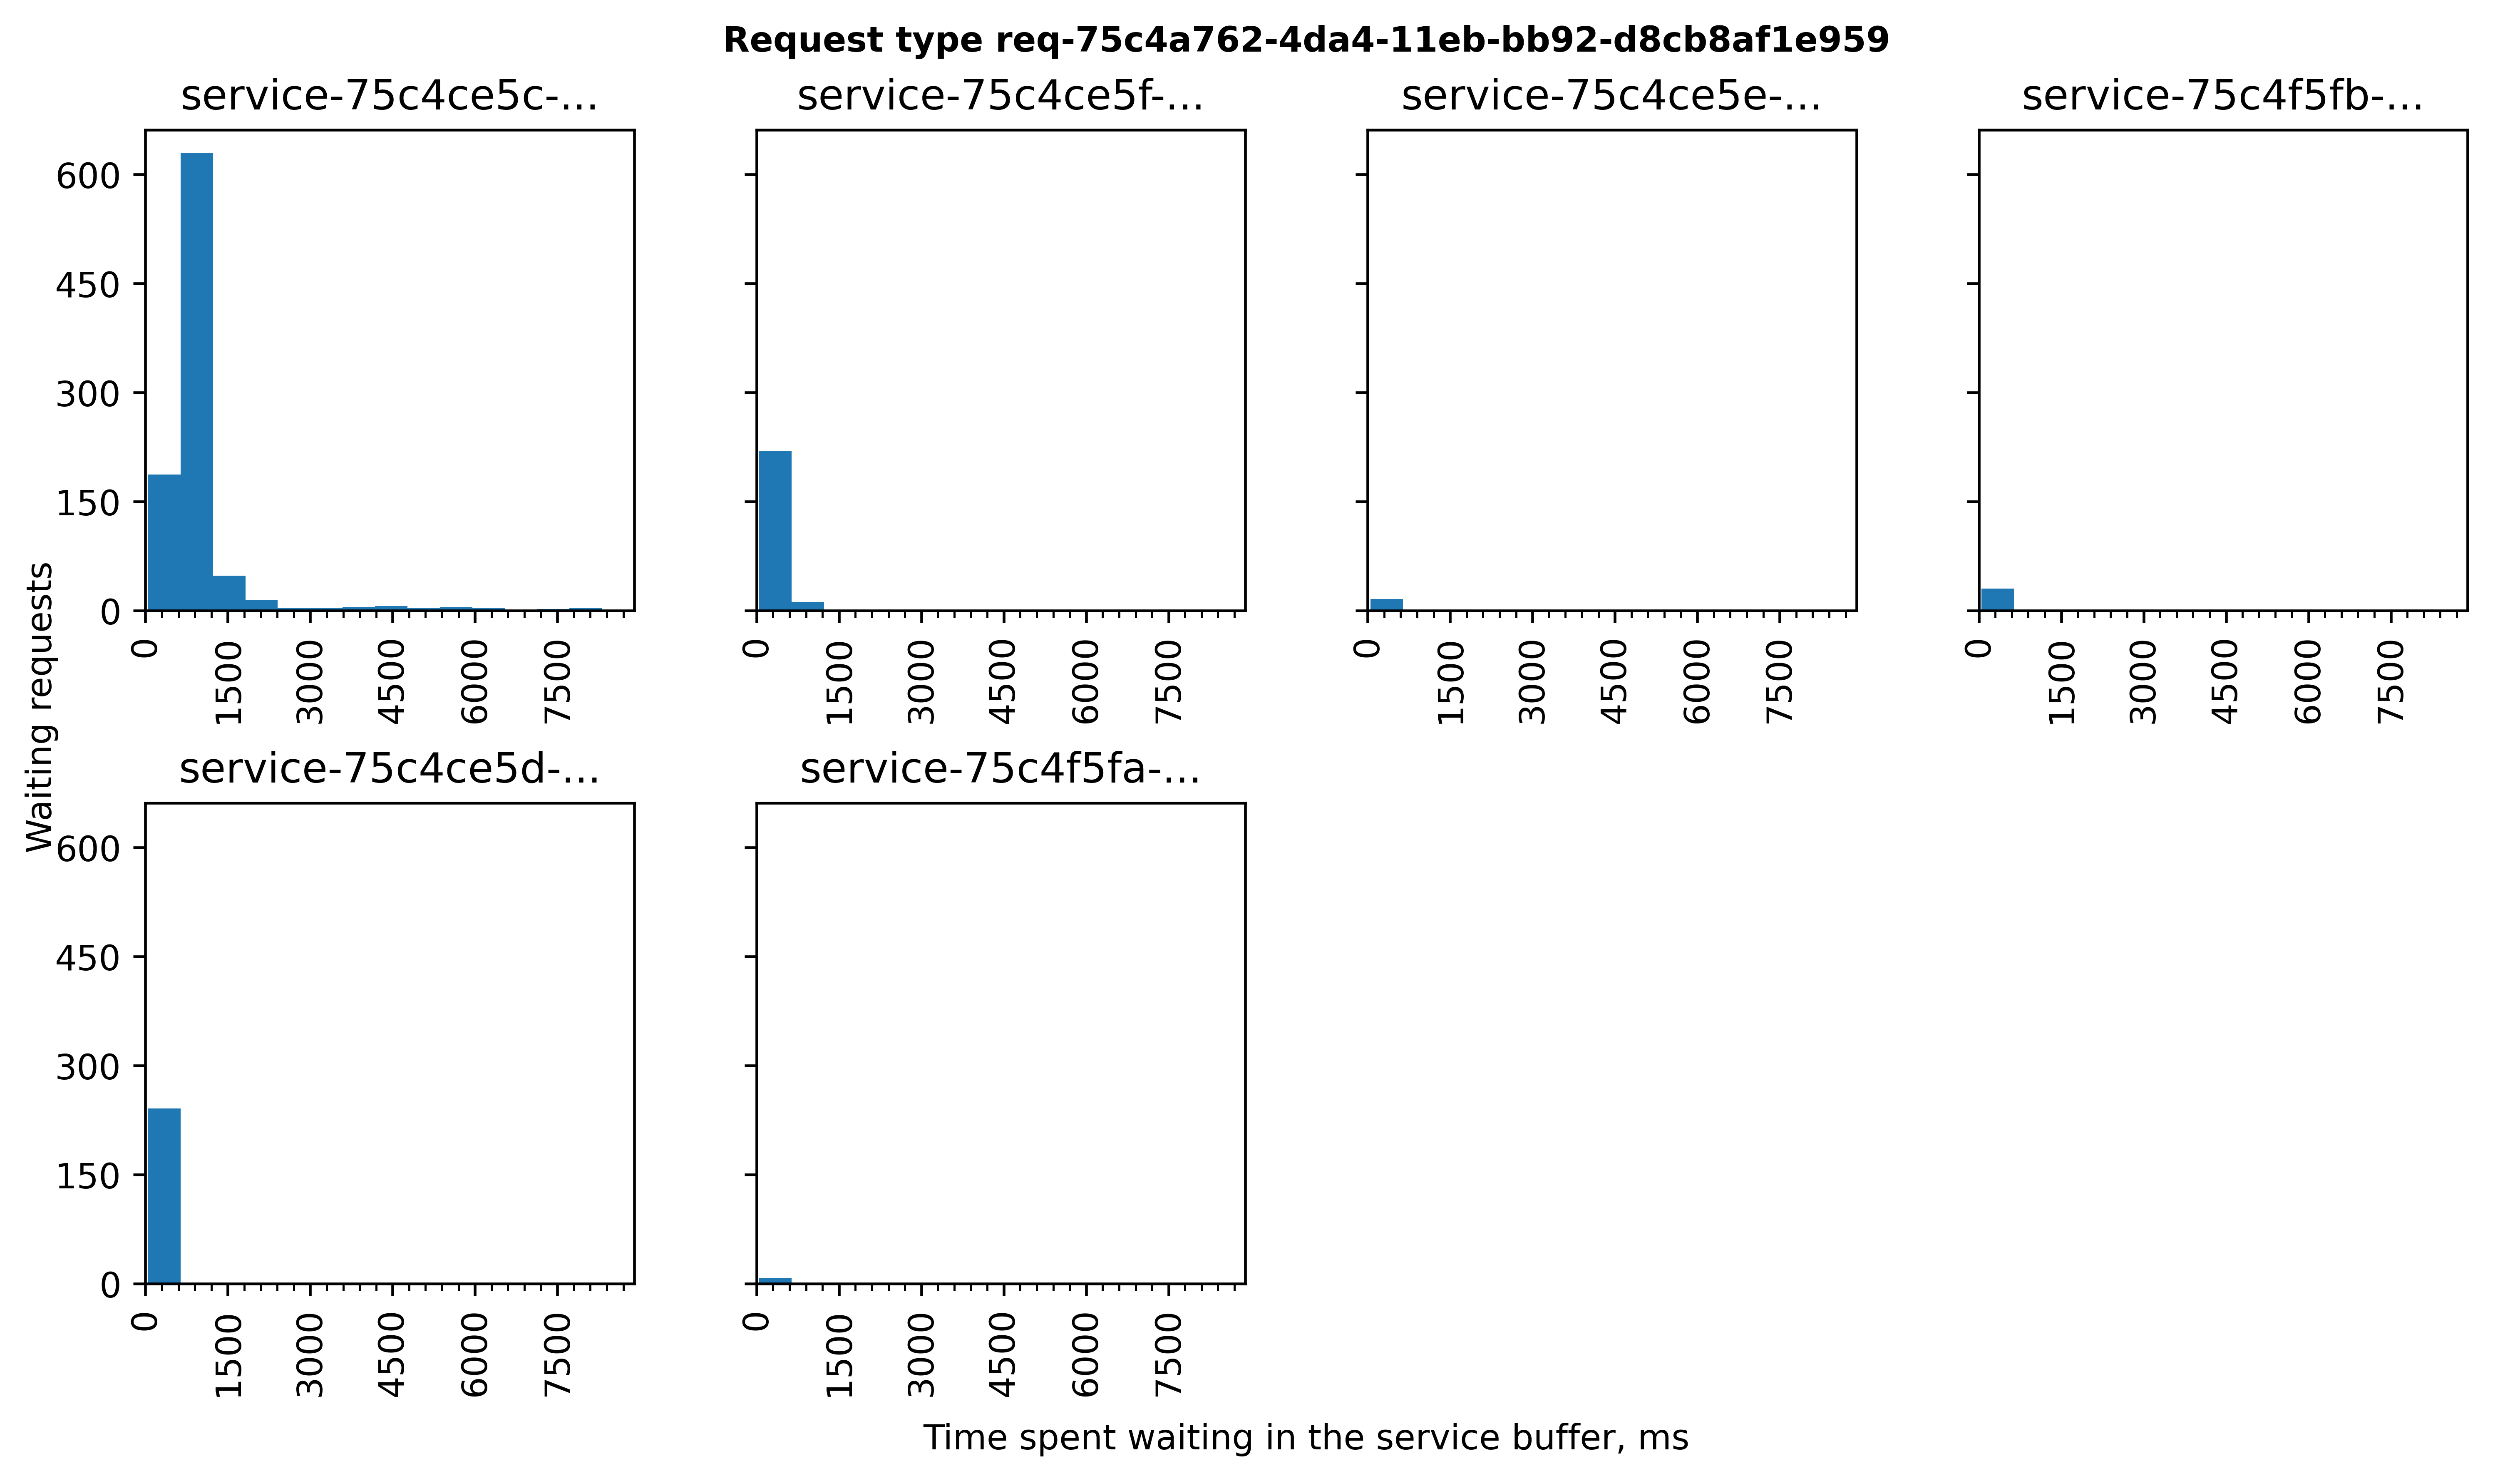 Request type req-75c4a762-4da4-11eb-bb92-d8cb8af1e959
service-75c4ce5c-...
service-75c4ce5f-...
service-75c4ce5e-...
service-75c4f5fb-...
600
450
300
150
0
0 1500 3000 4500 6000 7500
0 1500 3000 4500 6000 7500
0 1500 3000 4500 6000 7500
0 1500 3000 4500 6000 7500
Waiting requests
service-75c4ce5d-...
service-75c4f5fa-...
600
450
300
150
0
0 1500 3000 4500 6000 7500
0 1500 3000 4500 6000 7500
Time spent waiting in the service buffer, ms